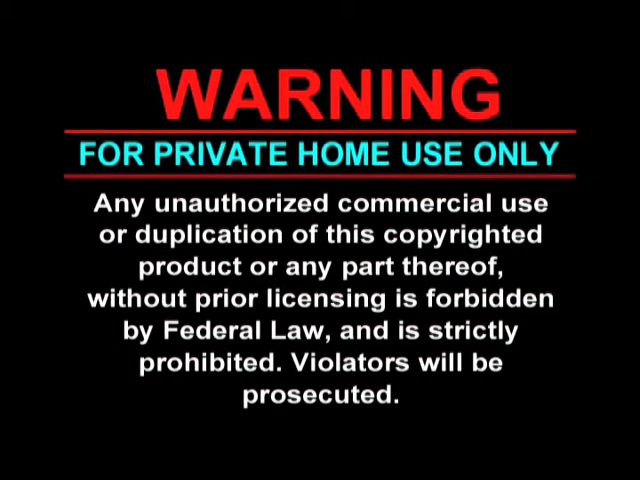 WARNING
FOR PRIVATE HOME USE ONLY
Any unauthorized commercial use
or duplication of this copyrighted
product or any part thereof,
without prior licensing is forbidden
by Federal Law, and is strictly
prohibited. Violators will be
prosecuted.